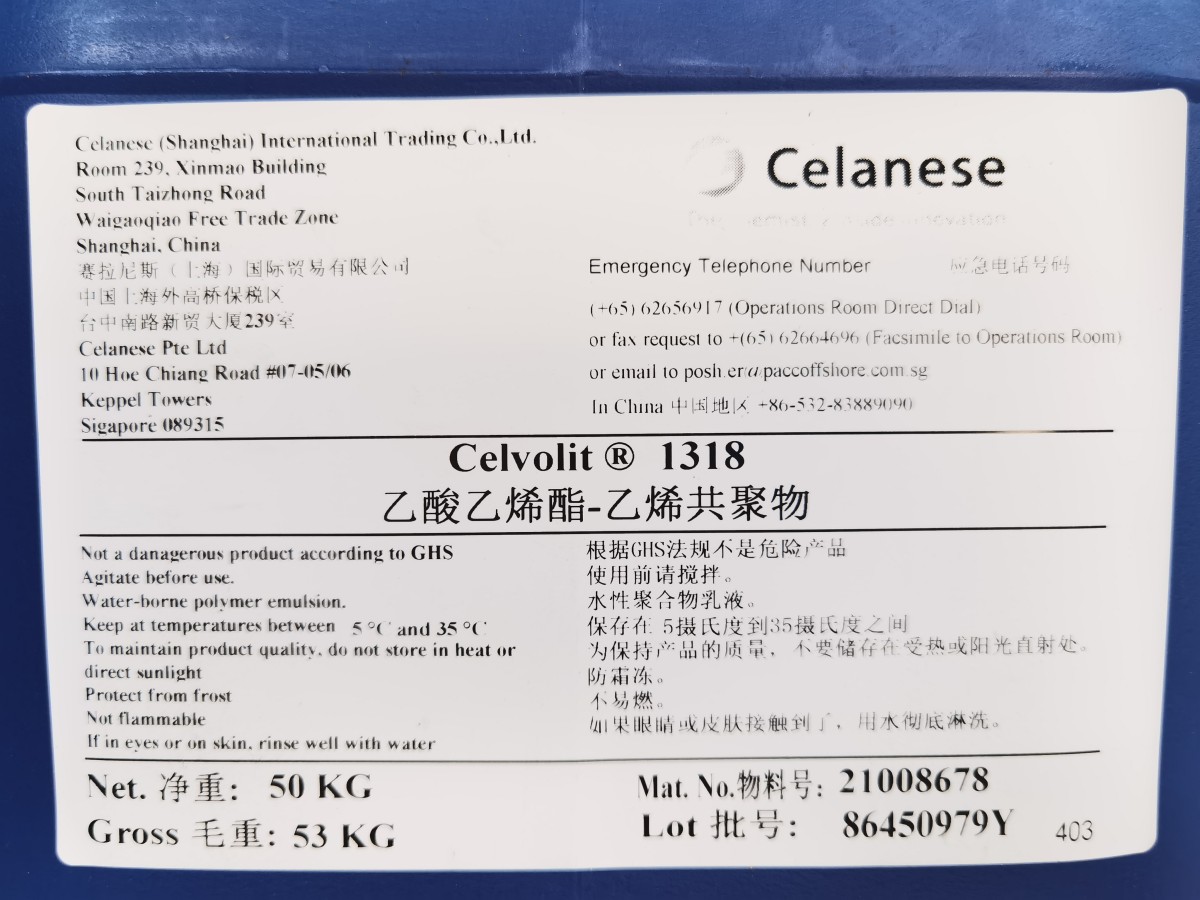 Celanese (Shanghai) International Trading Co.,Ltd.
Room 239, Xinmao Building
South Taizhong Road
Waigaoqiao Free Trade Zone
Shanghai, China
赛拉尼斯（上海）国际贸易有限公司
中国上海外高桥保税区
台中南路新贸大厦239室
Celanese Pte Ltd
10 Hoe Chiang Road #07-05/06
Keppel Towers
Sigapore 089315
Celanese
Emergency Telephone Number 应急电话号码
(+65) 62656917 (Operations Room Direct Dial)
or fax request to +(65) 62664696 (Facsimile to Operations Room)
or email to posh.er@paccoffshore.com.sg
In China 中国地区 +86-532-83889090
Celvolit ® 1318
乙酸乙烯酯-乙烯共聚物
Not a danagerous product according to GHS
Agitate before use.
Water-borne polymer emulsion.
Keep at temperatures between 5 °C and 35 °C
To maintain product quality, do not store in heat or
direct sunlight
Protect from frost
Not flammable
If in eyes or on skin, rinse well with water
根据GHS法规不是危险产品
使用前请搅拌。
水性聚合物乳液。
保存在 5摄氏度到35摄氏度之间
为保持产品的质量，不要储存在受热或阳光直射处。
防霜冻。
不易燃。
如果眼睛或皮肤接触到了，用水彻底淋洗。
Net. 净重: 50 KG
Gross 毛重: 53 KG
Mat. No.物料号: 21008678
Lot 批号: 86450979Y 403